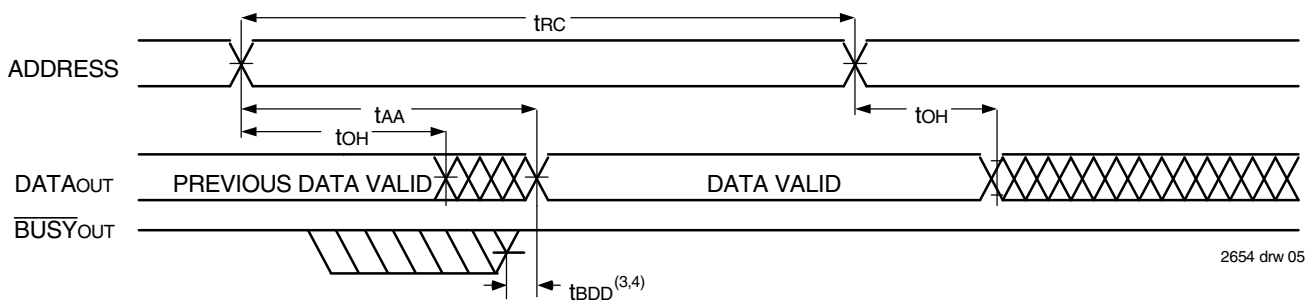 tRC
ADDRESS
tAA
tOH
tOH
DATAOUT
PREVIOUS DATA VALID
DATA VALID
BUSYOUT
2654 drw 05
tBDD(3,4)